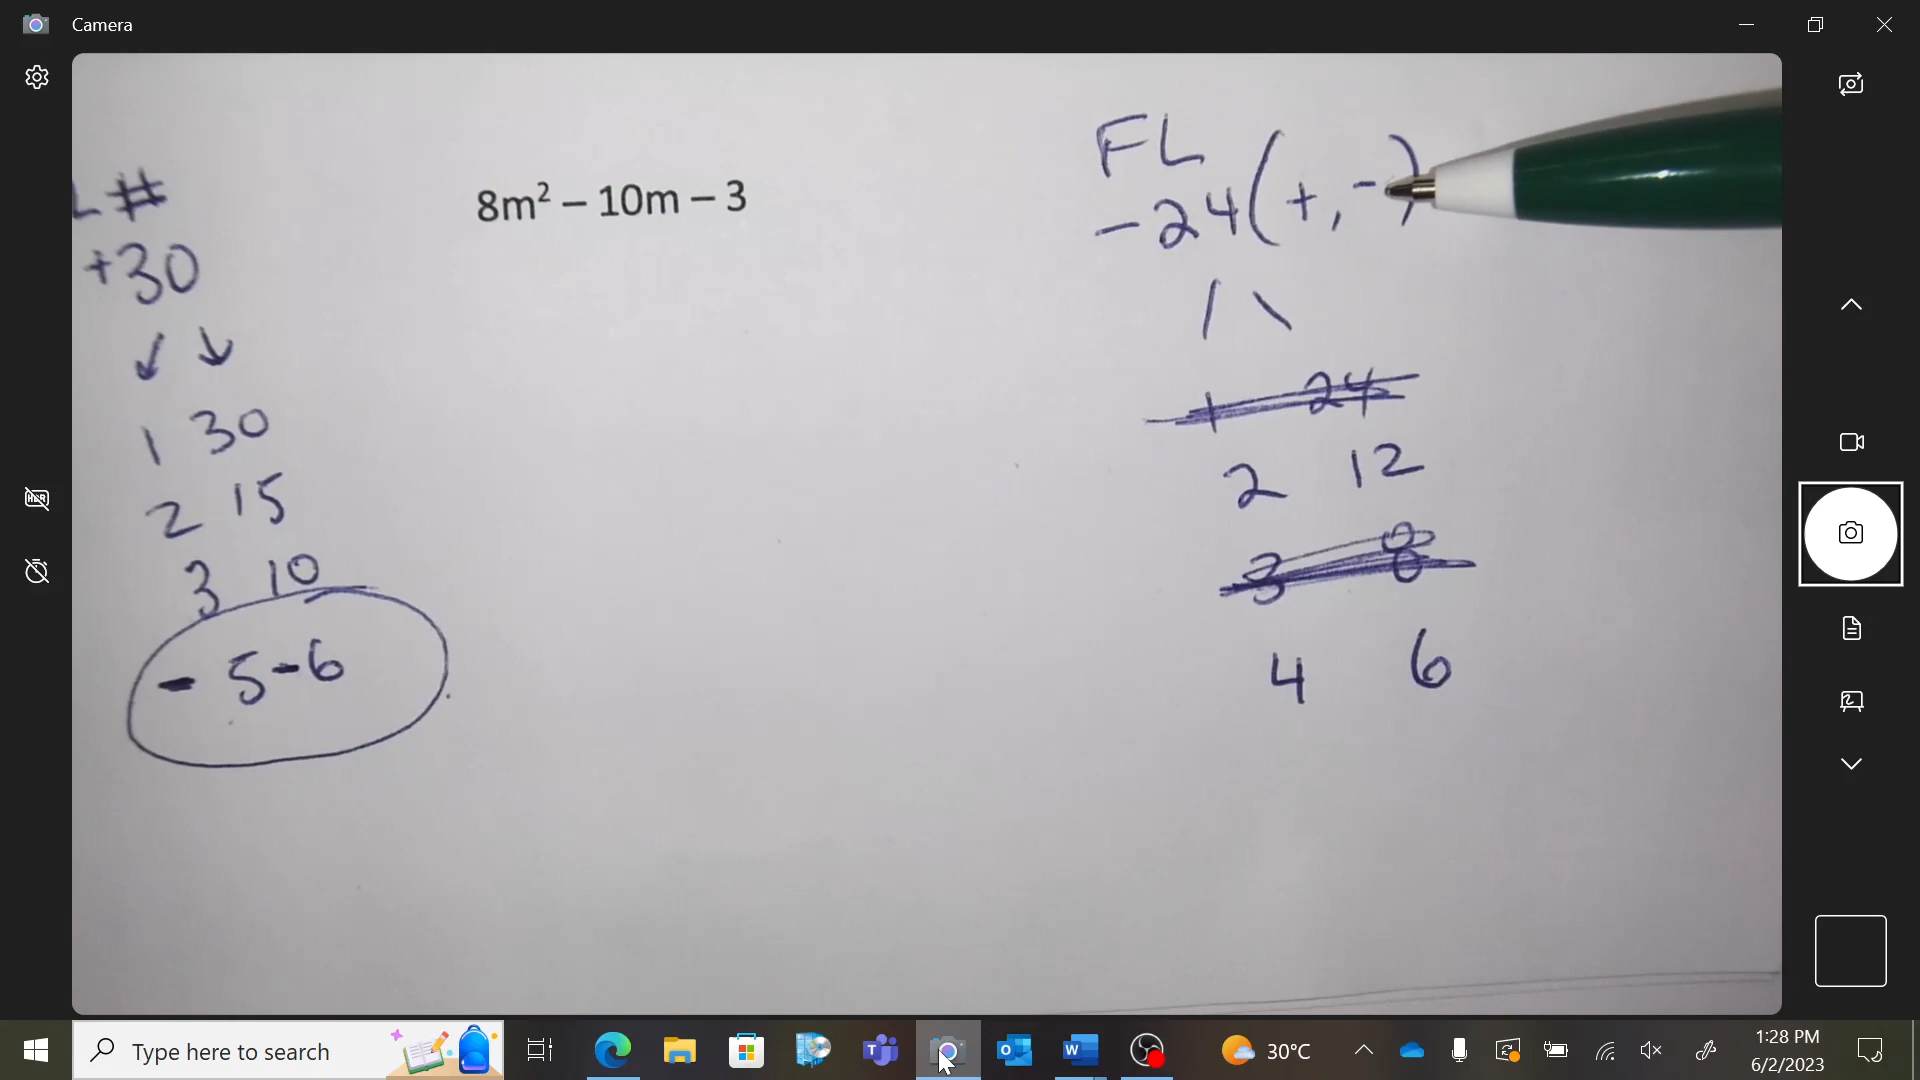 Camera
L #
+30
1 30
2 15
3 10
- 5 - 6
8m² – 10m – 3
FL
-24 (+, -)
1 24
2 12
3 8
4 6
Type here to search
30°C
1:28 PM
6/2/2023